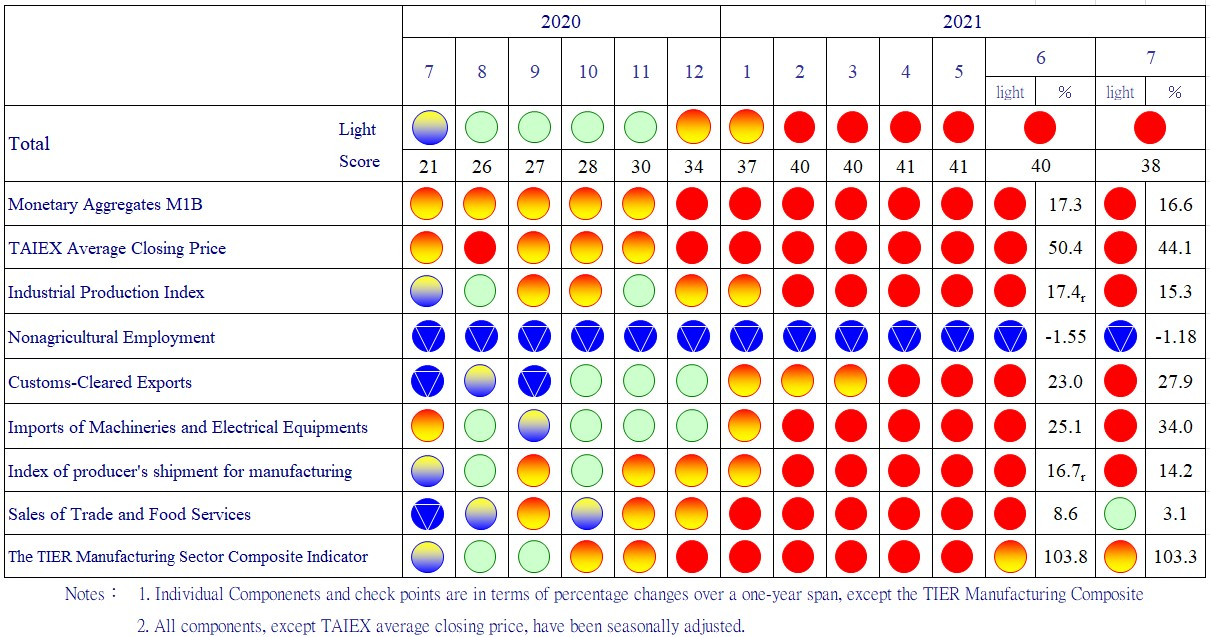 2020 2021
7 8 9 10 11 12 1 2 3 4 5 6 7
light % light %
Total Light
Score 21 26 27 28 30 34 37 40 40 41 41 40 38
Monetary Aggregates M1B 17.3 16.6
TAIEX Average Closing Price 50.4 44.1
Industrial Production Index 17.4r 15.3
Nonagricultural Employment -1.55 -1.18
Customs-Cleared Exports 23.0 27.9
Imports of Machineries and Electrical Equipments 25.1 34.0
Index of producer's shipment for manufacturing 16.7r 14.2
Sales of Trade and Food Services 8.6 3.1
The TIER Manufacturing Sector Composite Indicator 103.8 103.3
Notes： 1. Individual Componenets and check points are in terms of percentage changes over a one-year span, except the TIER Manufacturing Composite
2. All components, except TAIEX average closing price, have been seasonally adjusted.